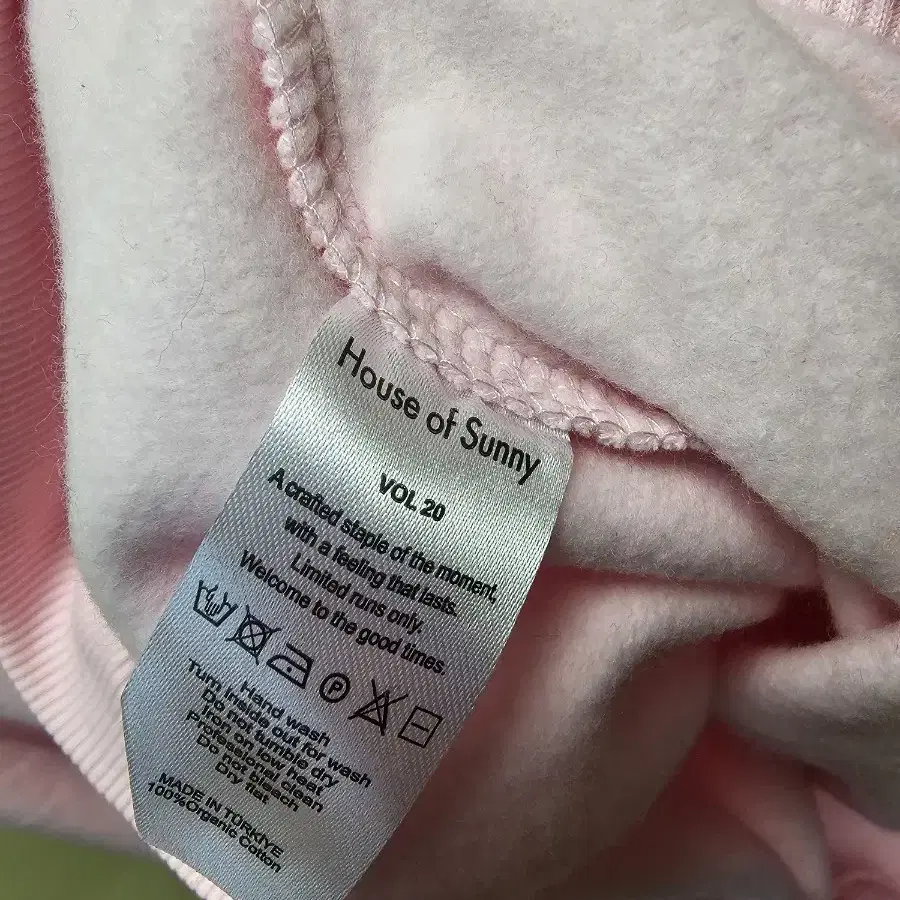 House of Sunny
VOL 20
A crafted staple of the moment,
with a feeling that lasts.
Limited runs only.
Welcome to the good times.
P
Hand wash
Turn inside out for wash
Do not tumble dry
Iron on low heat
Professional clean
Do not bleach
Dry flat
MADE IN TÜRKİYE
100%Organic Cotton